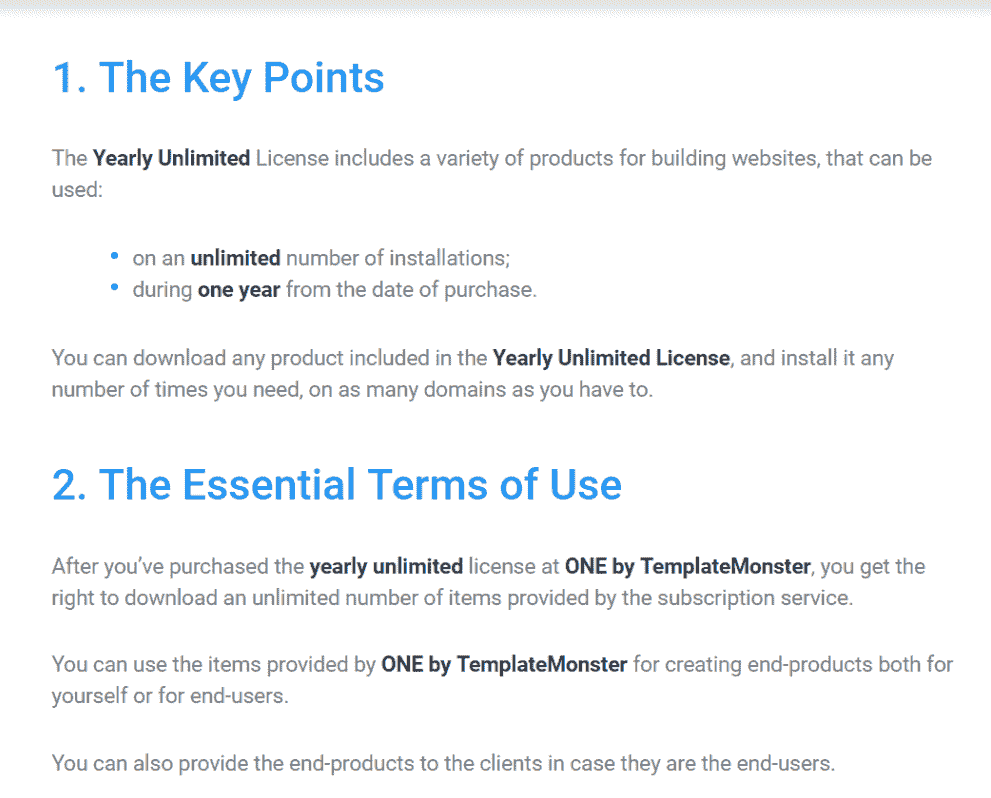 1. The Key Points
The Yearly Unlimited License includes a variety of products for building websites, that can be
used:
on an unlimited number of installations;
during one year from the date of purchase.
You can download any product included in the Yearly Unlimited License, and install it any
number of times you need, on as many domains as you have to.
2. The Essential Terms of Use
After you’ve purchased the yearly unlimited license at ONE by TemplateMonster, you get the
right to download an unlimited number of items provided by the subscription service.
You can use the items provided by ONE by TemplateMonster for creating end-products both for
yourself or for end-users.
You can also provide the end-products to the clients in case they are the end-users.